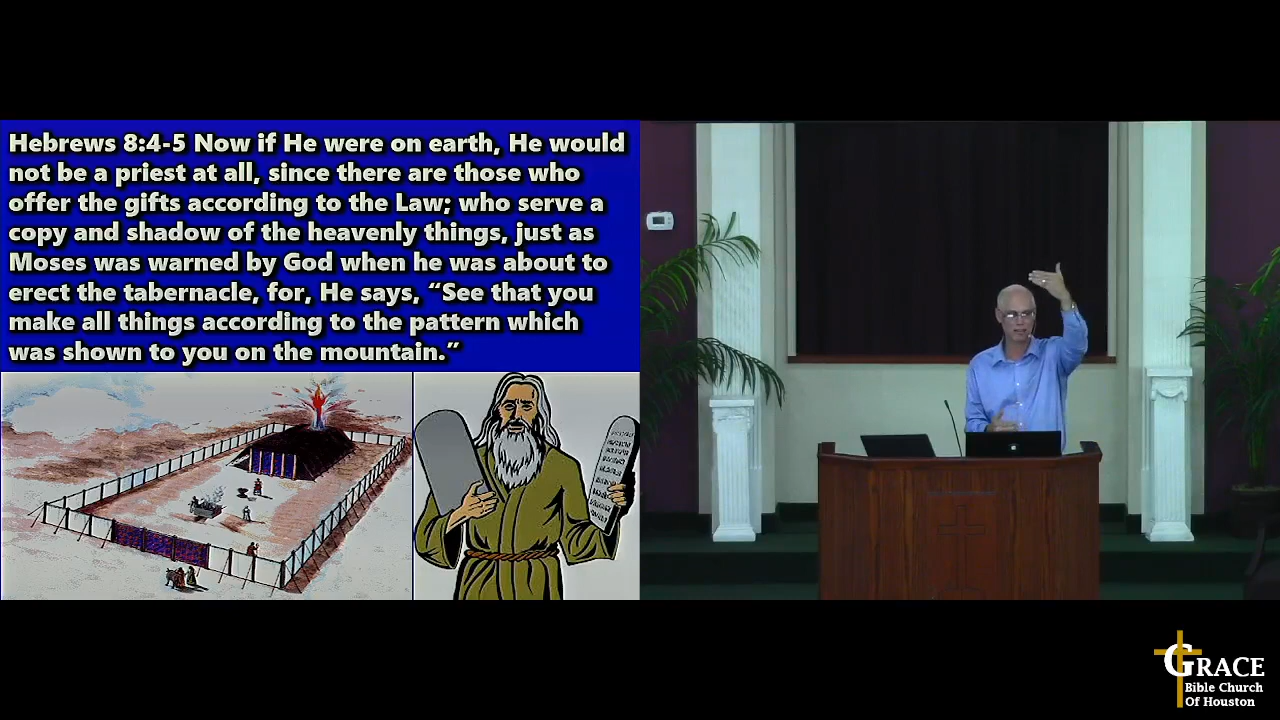 Hebrews 8:4-5 Now if He were on earth, He would
not be a priest at all, since there are those who
offer the gifts according to the Law; who serve a
copy and shadow of the heavenly things, just as
Moses was warned by God when he was about to
erect the tabernacle, for, He says, “See that you
make all things according to the pattern which
was shown to you on the mountain.”
GRACE
Bible Church
Of Houston